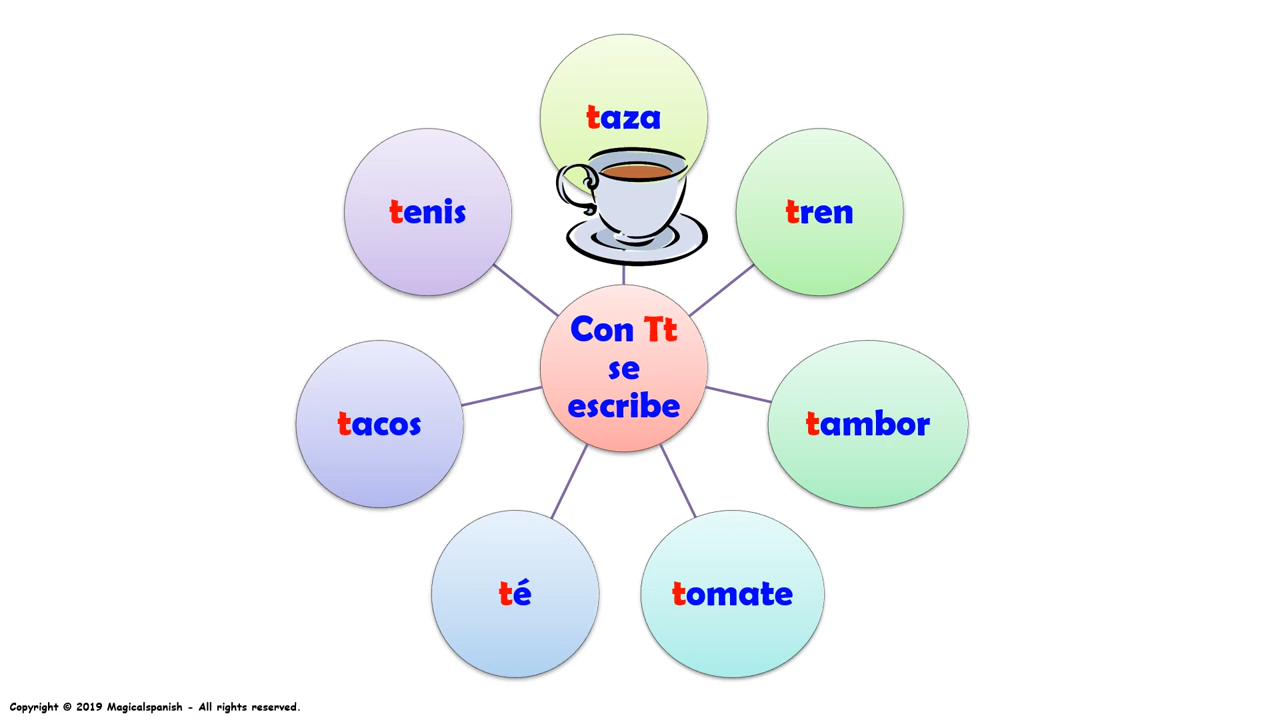 taza
tren
tambor
tomate
té
tacos
tenis
Con Tt
se
escribe
Copyright © 2019 Magicalspanish - All rights reserved.